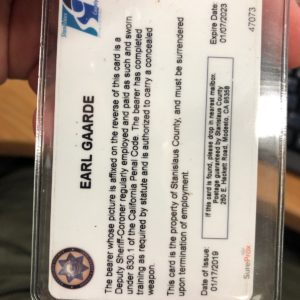 Stanislaus
EARL GAARDE
The bearer whose picture is affixed on the reverse of this card is a
Deputy Sheriff-Coroner regularly employed and paid as such and sworn
under 830.1 of the California Penal Code. The bearer has completed
training as required by statute and is authorized to carry a concealed
weapon.
This card is the property of Stanislaus County, and must be surrendered
upon termination of employment.
If this card is found, please drop in nearest mailbox.
Postage guaranteed by Stanislaus County
250 E. Hackett Road, Modesto, CA 95358
Date of Issue:
01/17/2019
Expire Date:
01/07/2023
SureProx
47073